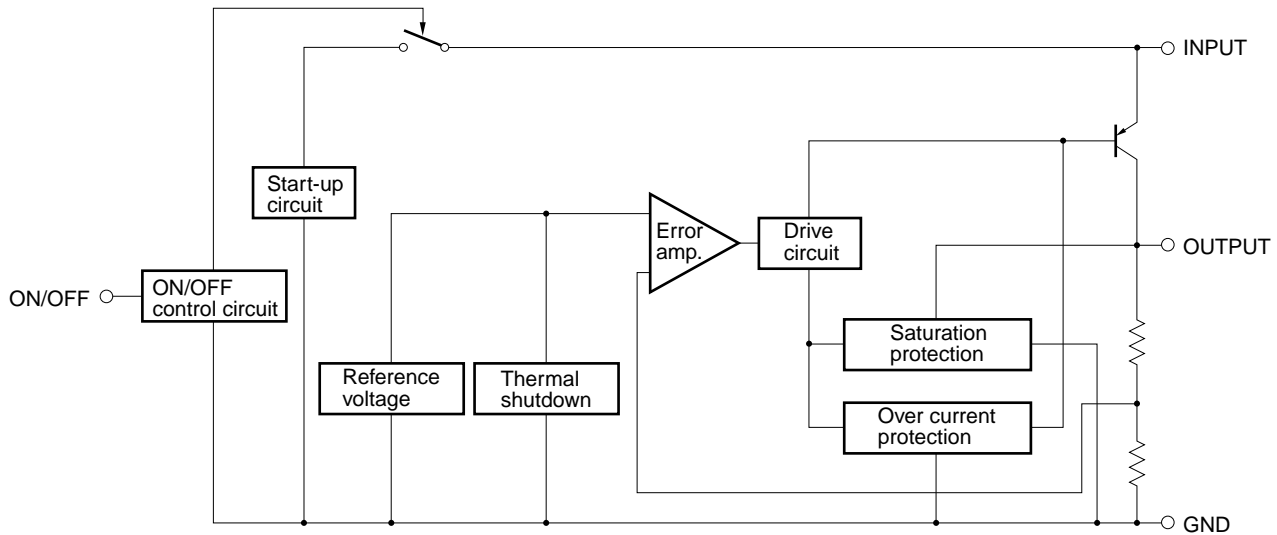 INPUT
Start-up
circuit
Error
amp.
Drive
circuit
OUTPUT
ON/OFF
ON/OFF
control circuit
Saturation
protection
Reference
voltage
Thermal
shutdown
Over current
protection
GND